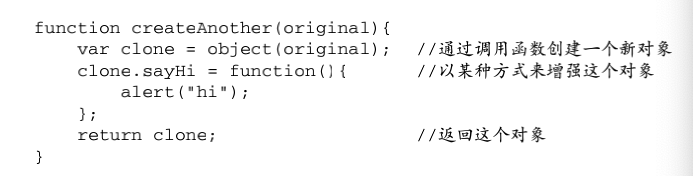 function createAnother(original){
    var clone = object(original);  //通过调用函数创建一个新对象
    clone.sayHi = function(){      //以某种方式来增强这个对象
        alert("hi");
    };
    return clone;                  //返回这个对象
}